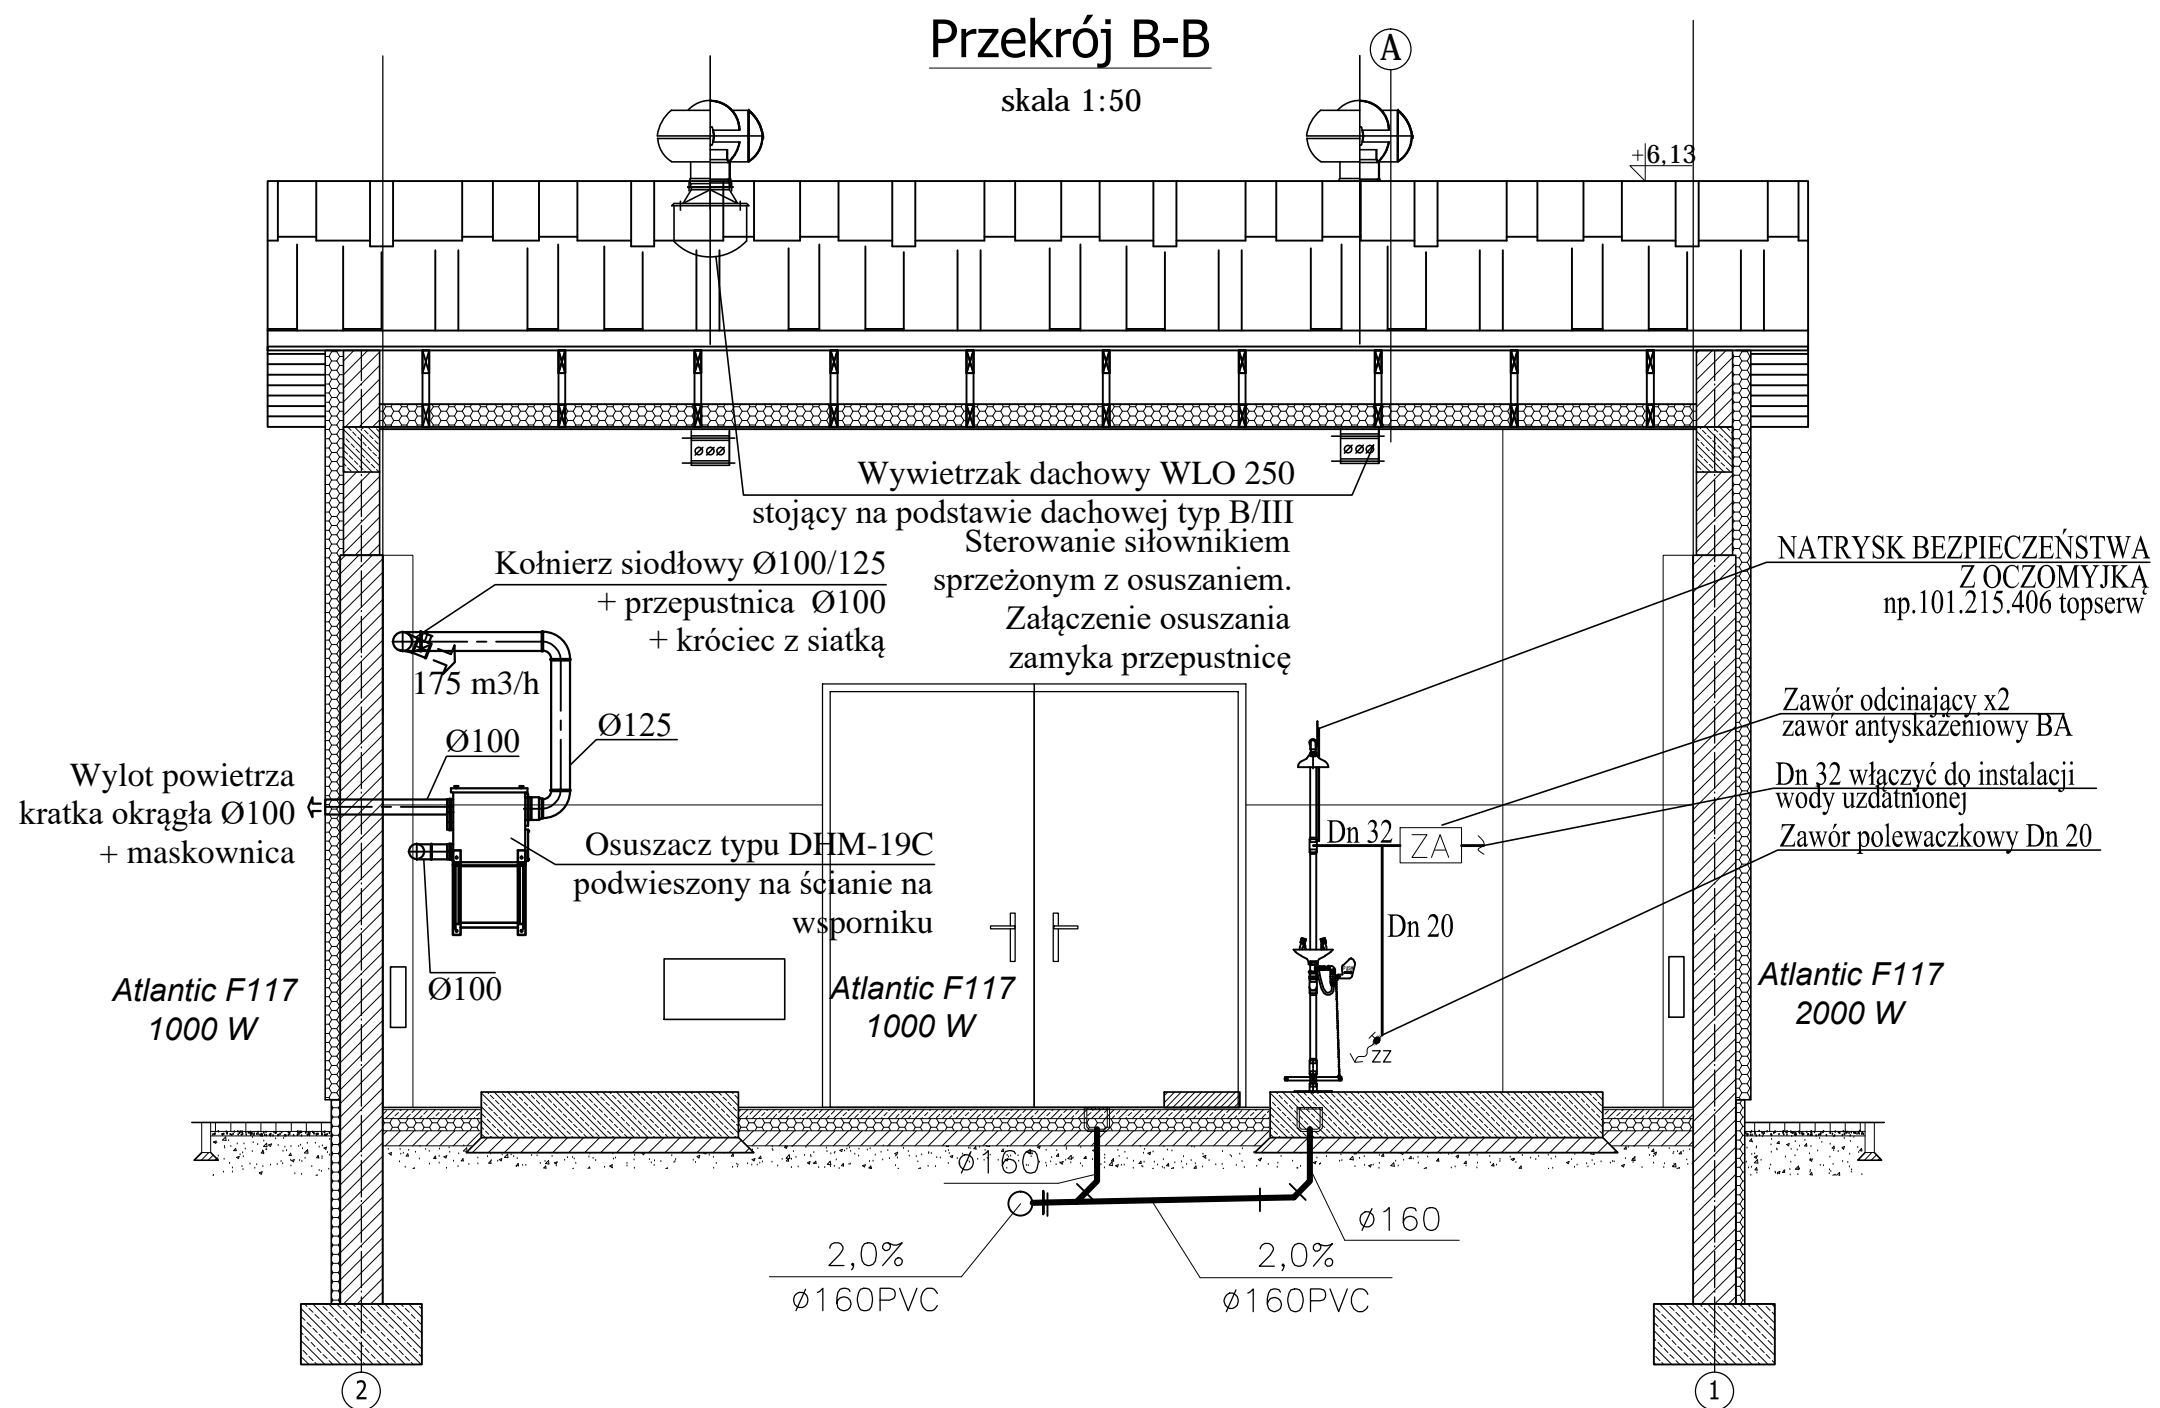 Przekrój B-B
skala 1:50
A
+6,13
Wywietrzak dachowy WLO 250
stojący na podstawie dachowej typ B/III
Sterowanie siłownikiem
sprzeżonym z osuszaniem.
Załączenie osuszania
zamyka przepustnicę
Kołnierz siodłowy Ø100/125
+ przepustnica Ø100
+ króciec z siatką
175 m3/h
Ø100
Ø125
Wylot powietrza
kratka okrągła Ø100
+ maskownica
Osuszacz typu DHM-19C
podwieszony na ścianie na
wsporniku
Ø100
Atlantic F117
1000 W
Atlantic F117
1000 W
Atlantic F117
2000 W
NATRYSK BEZPIECZEŃSTWA
Z OCZOMYJKĄ
np.101.215.406 topserw
Zawór odcinający x2
zawór antyskażeniowy BA
Dn 32 włączyć do instalacji
wody uzdatnionej
Zawór polewaczkowy Dn 20
Dn 32
ZA
Dn 20
zz
ø160
ø160
2,0%
ø160PVC
2,0%
ø160PVC
2
1